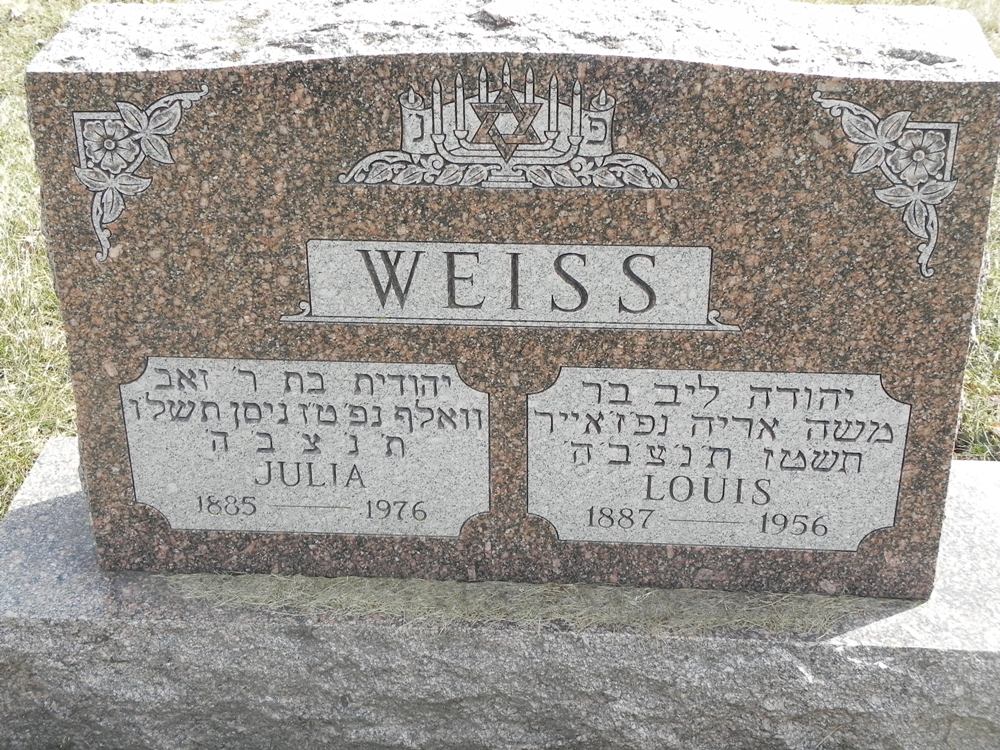 פ נ
WEISS
יהודית בת ר׳ זאב
וואלף נפ׳ ט״ז ניסן תשל״ו
ת׳ נ׳ צ׳ ב׳ ה׳
JULIA
1885 — 1976
יהודה ליב בר
משה אריה נפ׳ ז׳ אייר
תשטז ת׳נ׳צ׳ב׳ה׳
LOUIS
1887 — 1956